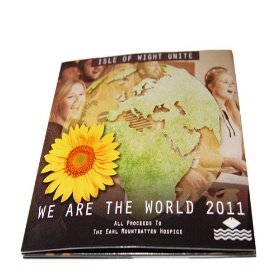 ISLE OF WIGHT UNITE
WE ARE THE WORLD 2011
ALL PROCEEDS TO
THE EARL MOUNTBATTEN HOSPICE